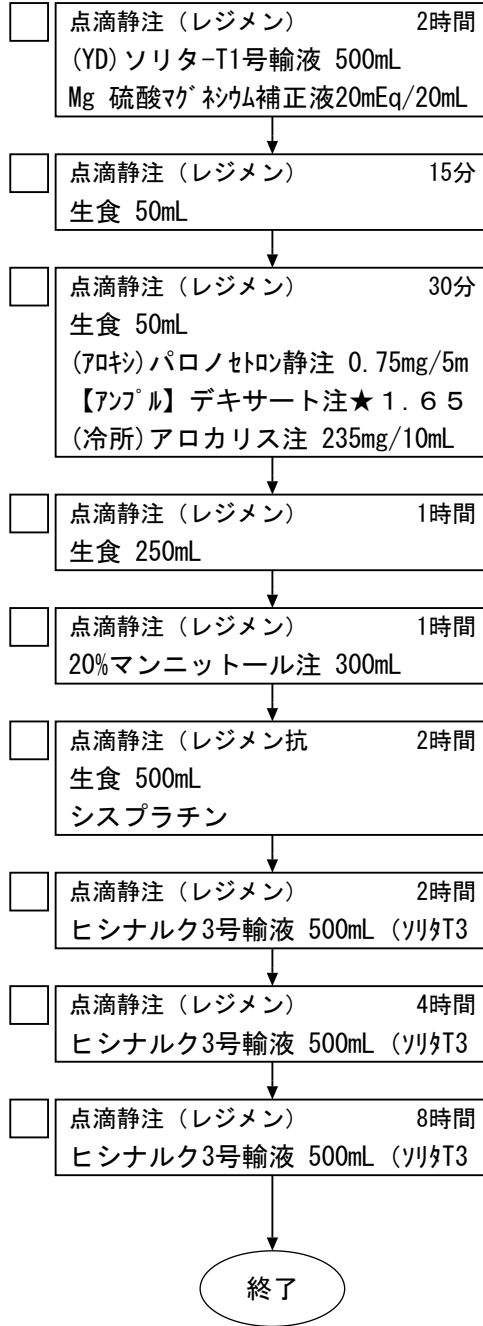 点滴静注（レジメン） 2時間
(YD)ソリタ-T1号輸液 500mL
Mg 硫酸ﾏｸﾞﾈｼｳﾑ補正液20mEq/20mL
点滴静注（レジメン） 15分
生食 50mL
点滴静注（レジメン） 30分
生食 50mL
(ｱﾛｷｼ)パロノｾﾄﾛﾝ静注 0.75mg/5m
【ｱﾝﾌﾟﾙ】デキサート注★１.６５
(冷所)アロカリス注 235mg/10mL
点滴静注（レジメン） 1時間
生食 250mL
点滴静注（レジメン） 1時間
20%マンニットール注 300mL
点滴静注（レジメン抗 2時間
生食 500mL
シスプラチン
点滴静注（レジメン） 2時間
ヒシナルク3号輸液 500mL (ｿﾘﾀT3
点滴静注（レジメン） 4時間
ヒシナルク3号輸液 500mL (ｿﾘﾀT3
点滴静注（レジメン） 8時間
ヒシナルク3号輸液 500mL (ｿﾘﾀT3
終了